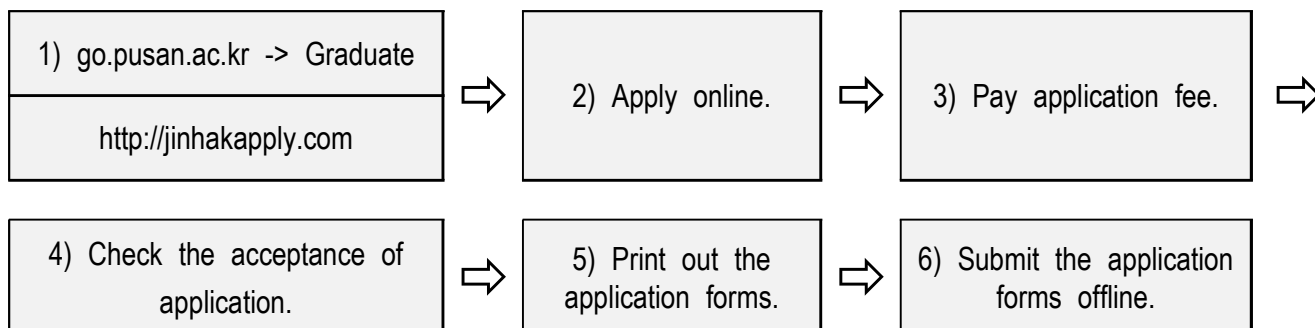 1) go.pusan.ac.kr -> Graduate
http://jinhakapply.com
2) Apply online.
3) Pay application fee.
4) Check the acceptance of
application.
5) Print out the
application forms.
6) Submit the application
forms offline.